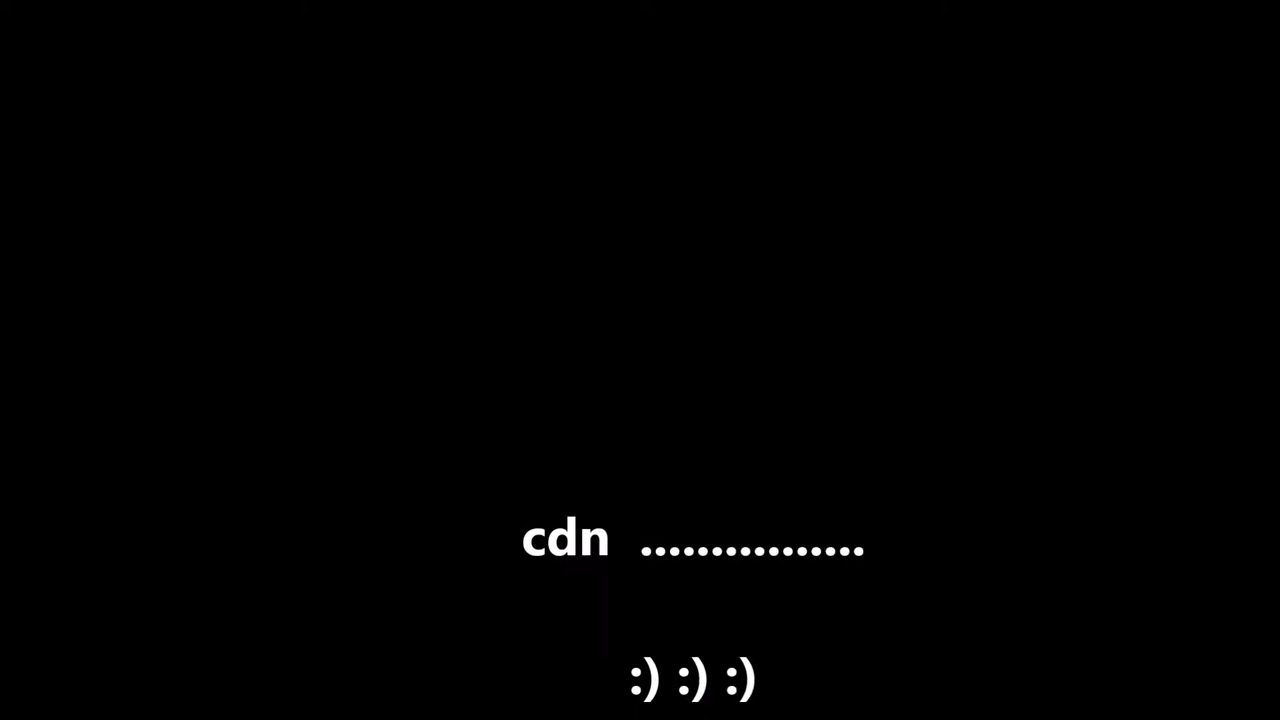 cdn  ................
:) :) :)